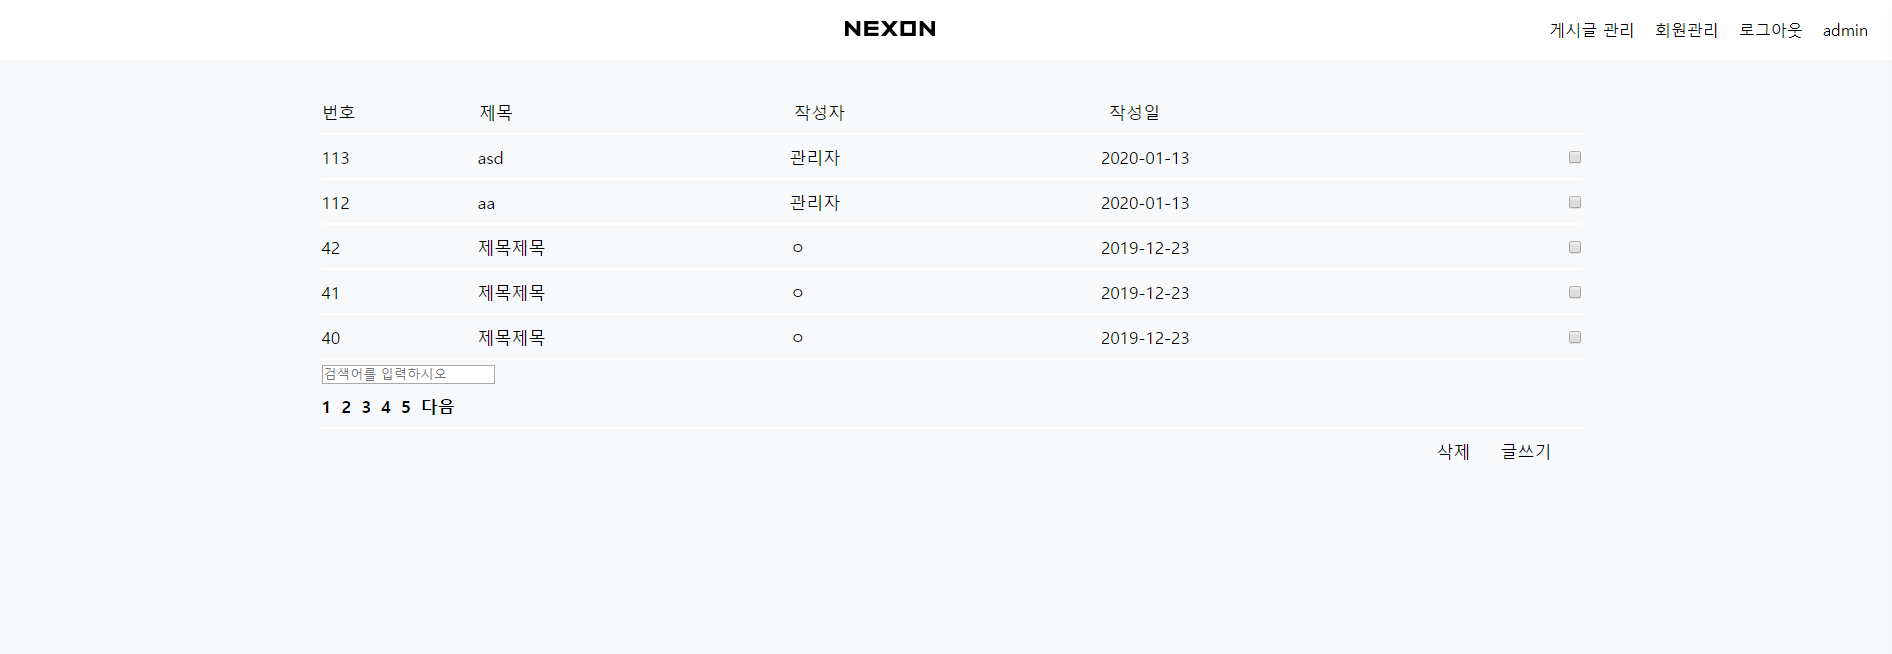 NEXON 게시글 관리 회원관리 로그아웃 admin
번호 제목 작성자 작성일
113 asd 관리자 2020-01-13
112 aa 관리자 2020-01-13
42 제목제목 ㅇ 2019-12-23
41 제목제목 ㅇ 2019-12-23
40 제목제목 ㅇ 2019-12-23
검색어를 입력하시오
1 2 3 4 5 다음
삭제 글쓰기